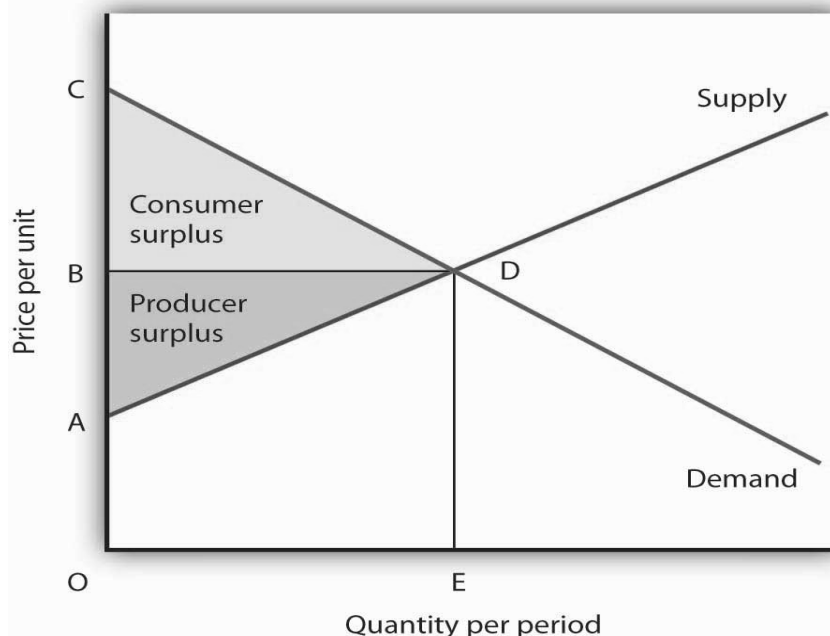 C
Supply
Consumer
surplus
Price per unit
B
D
Producer
surplus
A
Demand
O
E
Quantity per period